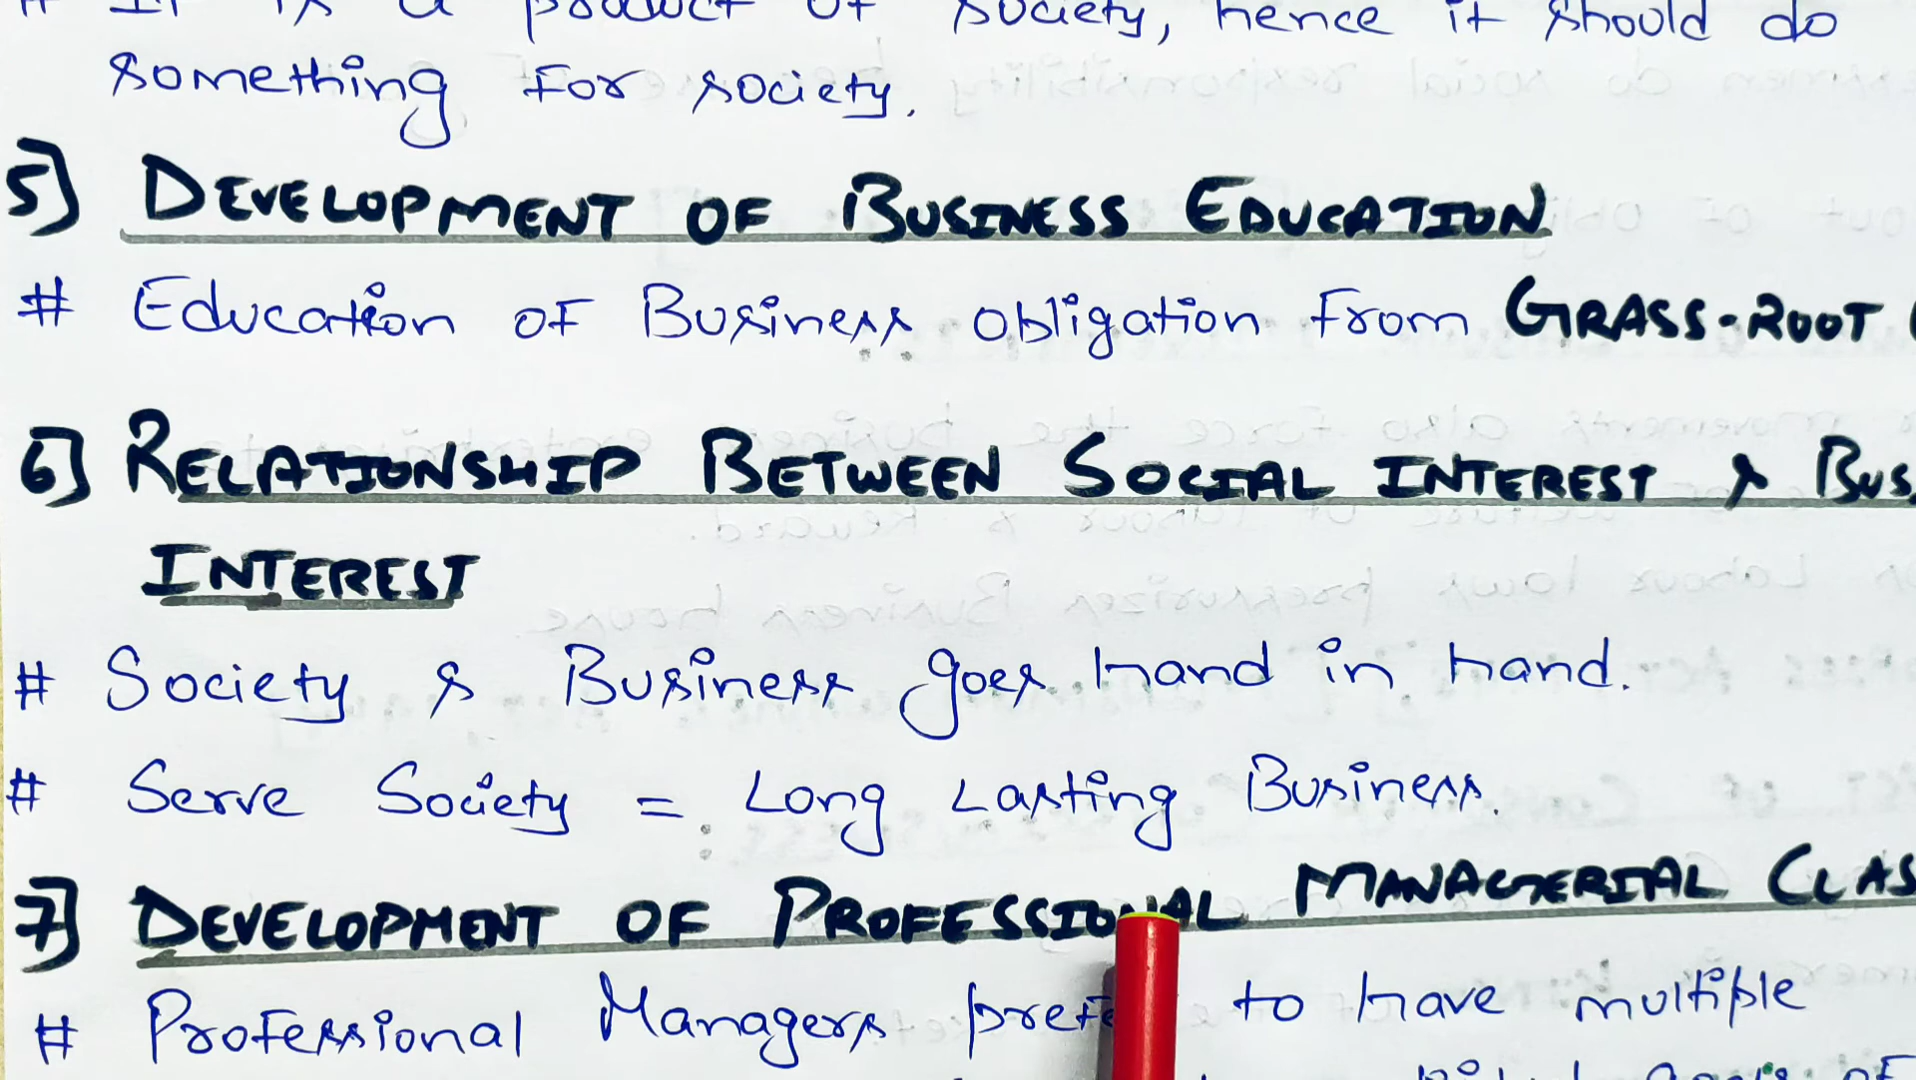 # It is a product of society, hence it should do
something for society.
5] DEVELOPMENT OF BUSINESS EDUCATION
# Education of Business obligation from GRASS-ROOT
6] RELATIONSHIP BETWEEN SOCIAL INTEREST & BUS
INTEREST
# Society & Business goes hand in hand.
# Serve Society = Long Lasting Business.
7] DEVELOPMENT OF PROFESSIONAL MANAGERIAL CLAS
# Professional Managers prefe to have multiple